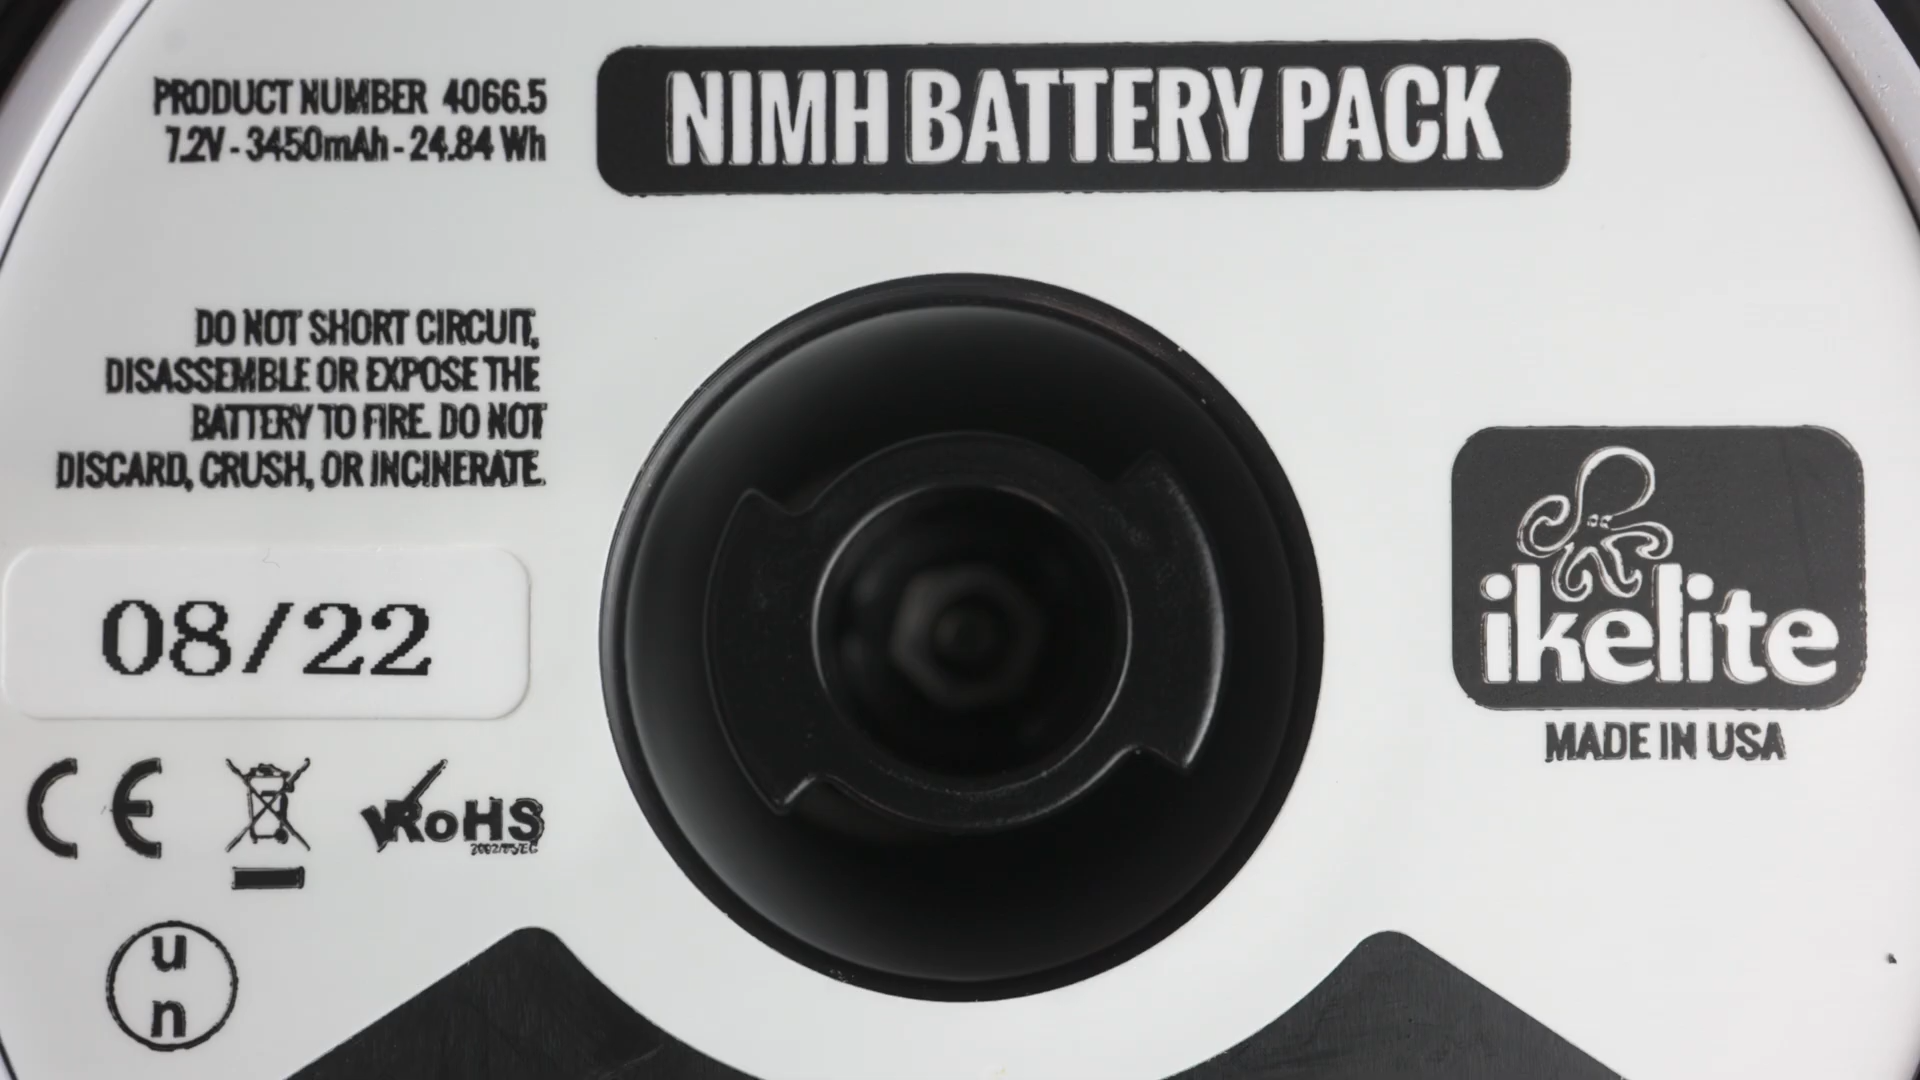 PRODUCT NUMBER 4066.5
7.2V - 3450mAh - 24.84 Wh
NIMH BATTERY PACK
DO NOT SHORT CIRCUIT,
DISASSEMBLE OR EXPOSE THE
BATTERY TO FIRE. DO NOT
DISCARD, CRUSH, OR INCINERATE.
08/22
CE
RoHS
2002/95/EC
un
ikelite
MADE IN USA